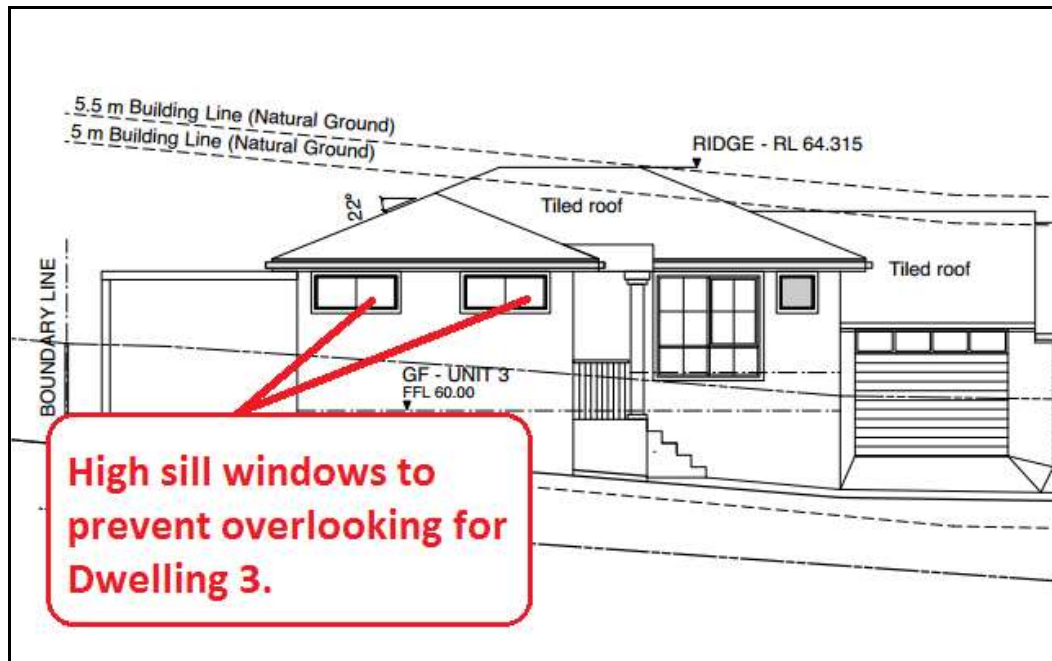 5.5 m Building Line (Natural Ground)
5 m Building Line (Natural Ground)
RIDGE - RL 64.315
22°
Tiled roof
Tiled roof
BOUNDARY LINE
GF - UNIT 3
FFL 60.00
High sill windows to
prevent overlooking for
Dwelling 3.